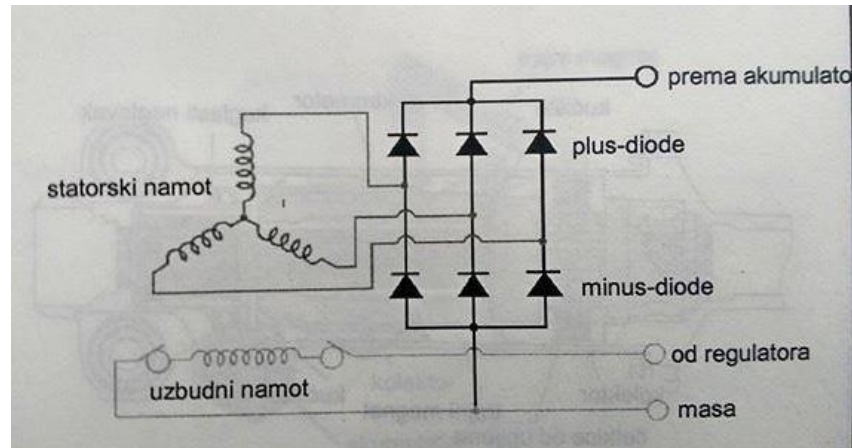 prema akumulato
plus-diode
statorski namot
minus-diode
od regulatora
uzbudni namot
masa